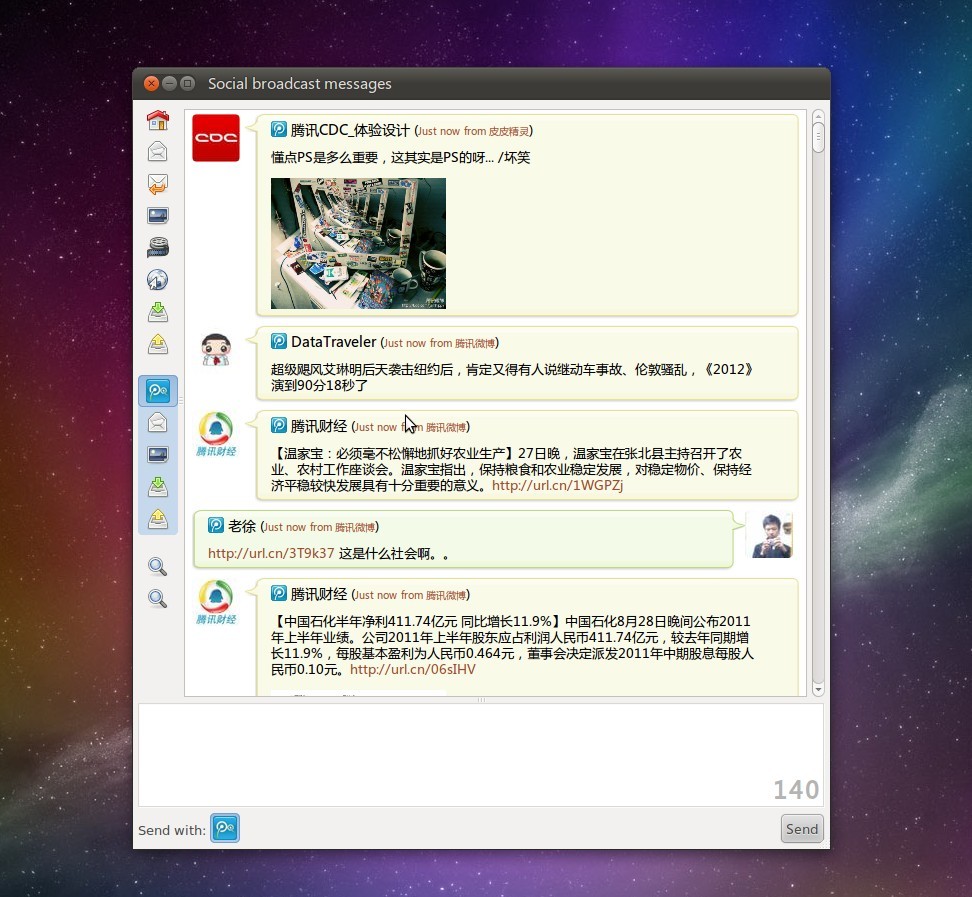 Social broadcast messages
CDC
腾讯CDC_体验设计 (Just now from 皮皮精灵)
懂点PS是多么重要，这其实是PS的呀... /坏笑
DataTraveler (Just now from 腾讯微博)
超级飓风艾琳明后天袭击纽约后，肯定又得有人说继动车事故、伦敦骚乱，《2012》
演到90分18秒了
腾讯财经
腾讯财经 (Just now from 腾讯微博)
【温家宝：必须毫不松懈地抓好农业生产】27日晚，温家宝在张北县主持召开了农
业、农村工作座谈会。温家宝指出，保持粮食和农业稳定发展，对稳定物价、保持经
济平稳较快发展具有十分重要的意义。http://url.cn/1WGPZj
老徐 (Just now from 腾讯微博)
http://url.cn/3T9k37 这是什么社会啊。。
腾讯财经
腾讯财经 (Just now from 腾讯微博)
【中国石化半年净利411.74亿元 同比增长11.9%】中国石化8月28日晚间公布2011
年上半年业绩。公司2011年上半年股东应占利润人民币411.74亿元，较去年同期增
长11.9%，每股基本盈利为人民币0.464元，董事会决定派发2011年中期股息每股人
民币0.10元。http://url.cn/06sIHV
140
Send with:
Send